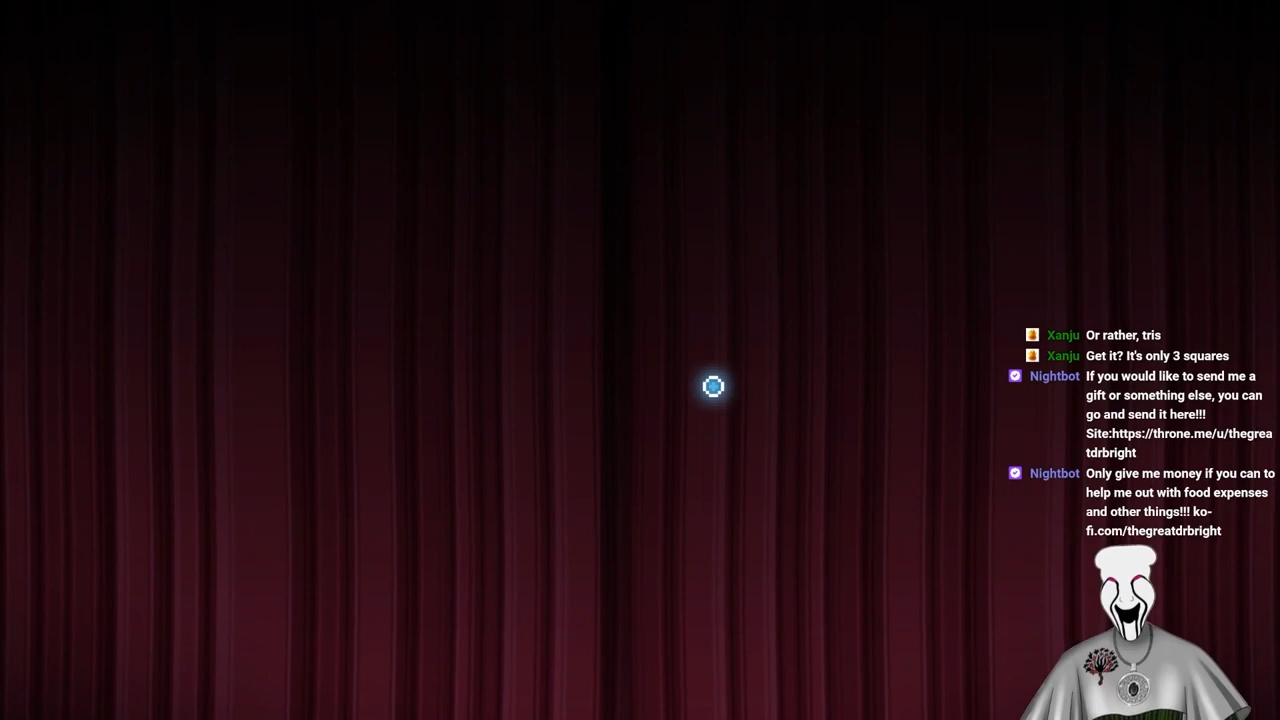 Xanju Or rather, tris
Xanju Get it? It's only 3 squares
Nightbot If you would like to send me a
gift or something else, you can
go and send it here!!!
Site:https://throne.me/u/thegrea
tdrbright
Nightbot Only give me money if you can to
help me out with food expenses
and other things!!! ko-
fi.com/thegreatdrbright